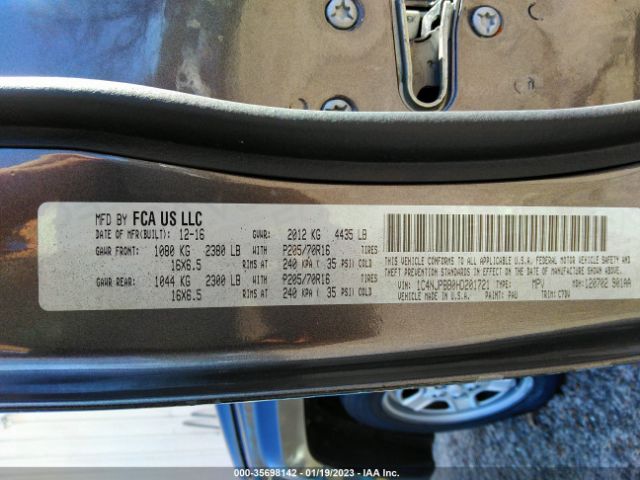 MFD BY FCA US LLC
DATE OF MFR(BUILT): 12-16 GVWR: 2012 KG 4435 LB
GAWR FRONT: 1080 KG 2380 LB WITH P205/70R16 TIRES
16X6.5 RIMS AT 240 KPA ( 35 PSI) COLD
GAWR REAR: 1044 KG 2300 LB WITH P205/70R16 TIRES
16X6.5 RIMS AT 240 KPA ( 35 PSI) COLD
THIS VEHICLE CONFORMS TO ALL APPLICABLE U.S.A. FEDERAL MOTOR VEHICLE SAFETY AND
THEFT PREVENTION STANDARDS IN EFFECT ON THE DATE OF MANUFACTURE SHOWN ABOVE.
VIN: 1C4NJPBB0HD201721 TYPE: MPV MDH: 120702 901AA
PAINT: PAU TRIM: C7DV
000-35698142 - 01/19/2023 - IAA Inc.